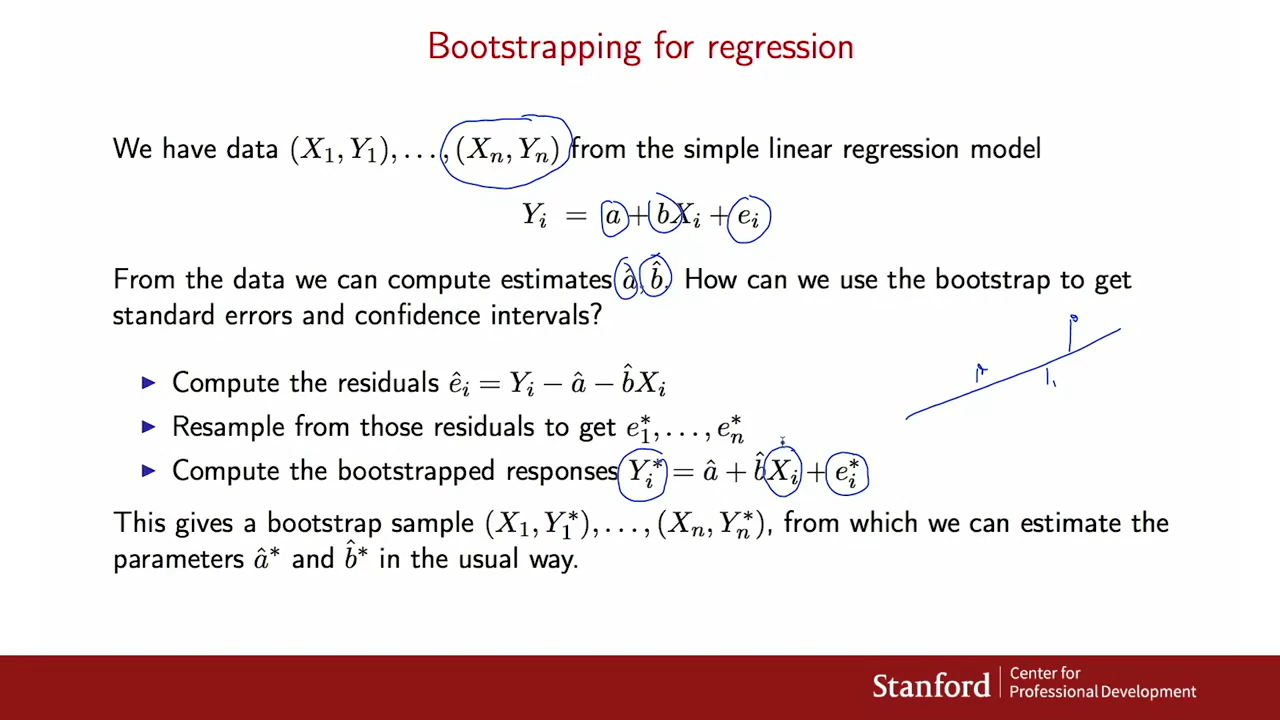 Bootstrapping for regression
We have data (X₁, Y₁), . . . , (Xₙ, Yₙ) from the simple linear regression model
Yᵢ = a + bXᵢ + eᵢ
From the data we can compute estimates â, b̂. How can we use the bootstrap to get
standard errors and confidence intervals?
▶ Compute the residuals êᵢ = Yᵢ − â − b̂Xᵢ
▶ Resample from those residuals to get e₁*, . . . , eₙ*
▶ Compute the bootstrapped responses Yᵢ* = â + b̂Xᵢ + eᵢ*
This gives a bootstrap sample (X₁, Y₁*), . . . , (Xₙ, Yₙ*), from which we can estimate the
parameters â* and b̂* in the usual way.
Stanford
Center for
Professional Development